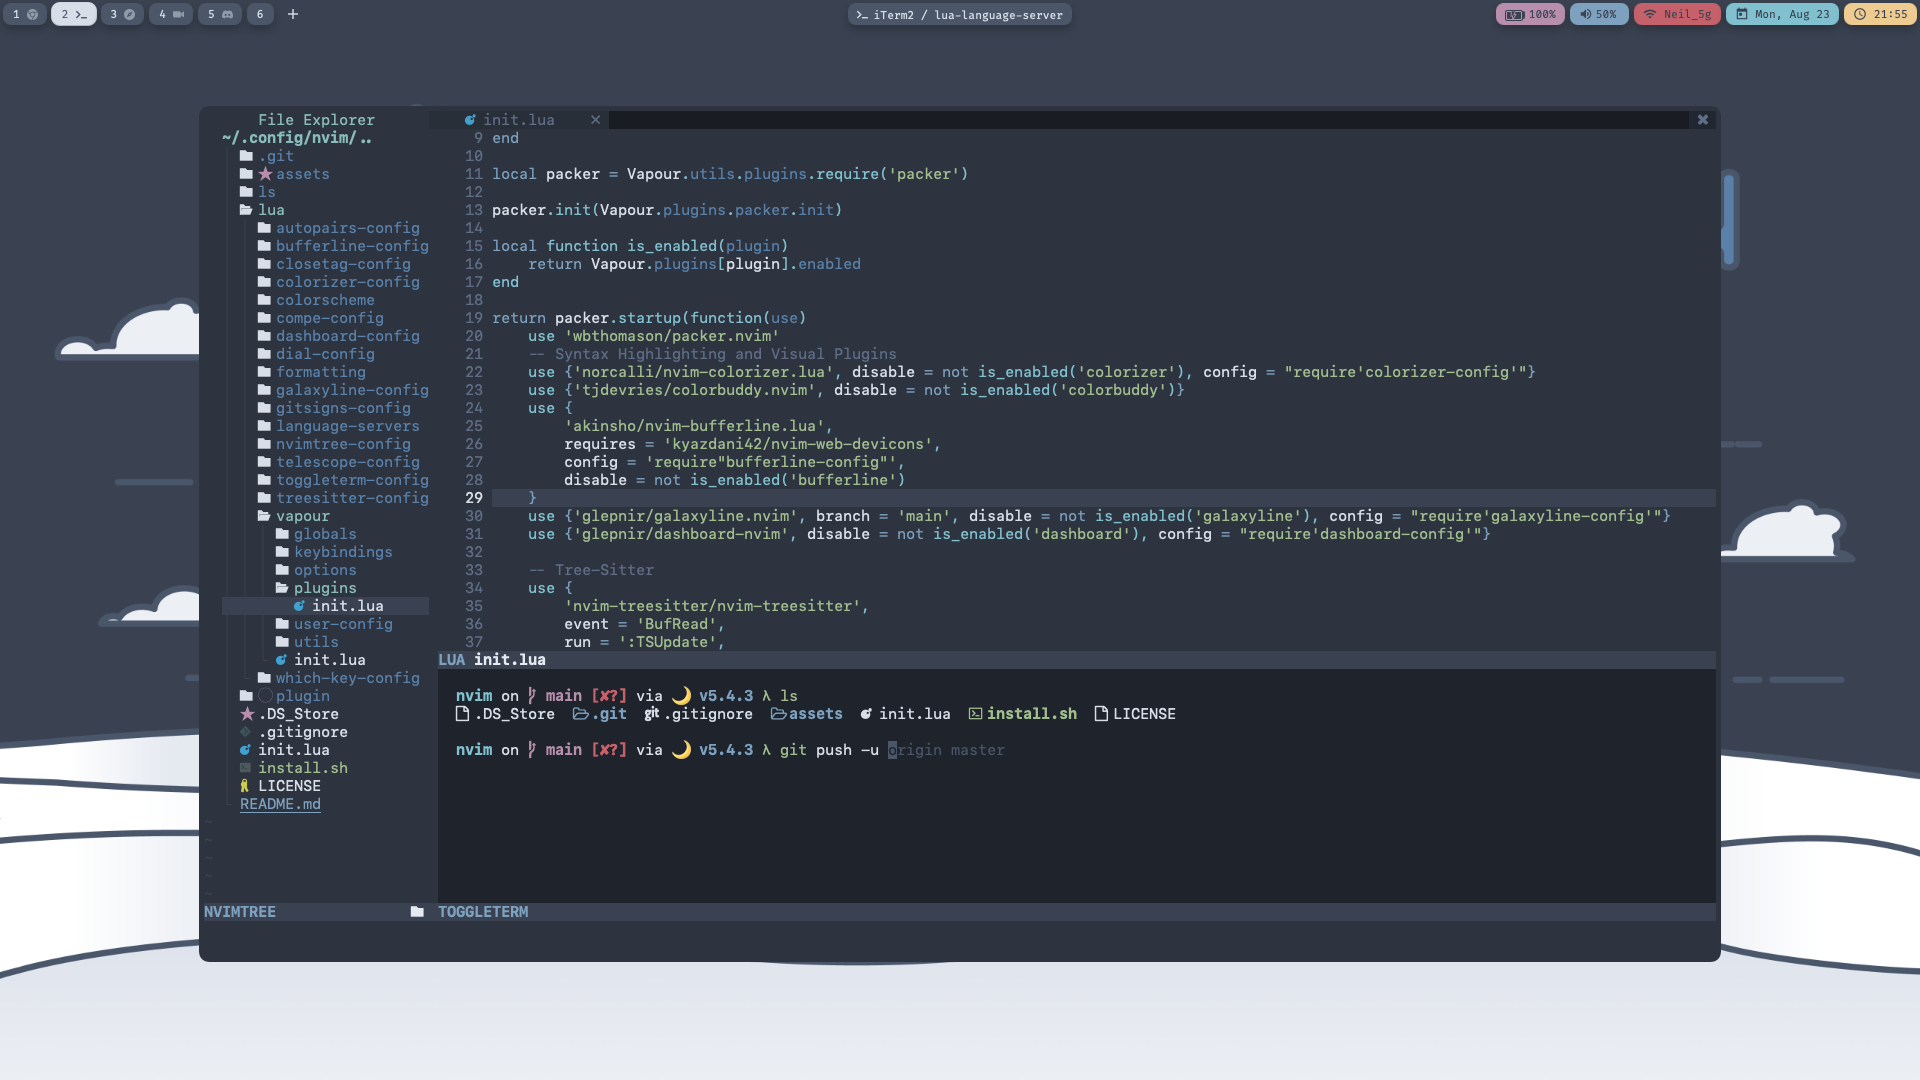 1 2 3 4 5 6 +
iTerm2 / lua-language-server
100% 50% Neil_5g Mon, Aug 23 21:55
File Explorer
~/.config/nvim/..
.git
assets
ls
lua
autopairs-config
bufferline-config
closetag-config
colorizer-config
colorscheme
compe-config
dashboard-config
dial-config
formatting
galaxyline-config
gitsigns-config
language-servers
nvimtree-config
telescope-config
toggleterm-config
treesitter-config
vapour
globals
keybindings
options
plugins
init.lua
user-config
utils
init.lua
which-key-config
plugin
.DS_Store
.gitignore
init.lua
install.sh
LICENSE
README.md
~
~
~
~
~
NVIMTREE
init.lua
9 end
10
11 local packer = Vapour.utils.plugins.require('packer')
12
13 packer.init(Vapour.plugins.packer.init)
14
15 local function is_enabled(plugin)
16 return Vapour.plugins[plugin].enabled
17 end
18
19 return packer.startup(function(use)
20 use 'wbthomason/packer.nvim'
21 -- Syntax Highlighting and Visual Plugins
22 use {'norcalli/nvim-colorizer.lua', disable = not is_enabled('colorizer'), config = "require'colorizer-config'"}
23 use {'tjdevries/colorbuddy.nvim', disable = not is_enabled('colorbuddy')}
24 use {
25 'akinsho/nvim-bufferline.lua',
26 requires = 'kyazdani42/nvim-web-devicons',
27 config = 'require"bufferline-config"',
28 disable = not is_enabled('bufferline')
29 }
30 use {'glepnir/galaxyline.nvim', branch = 'main', disable = not is_enabled('galaxyline'), config = "require'galaxyline-config'"}
31 use {'glepnir/dashboard-nvim', disable = not is_enabled('dashboard'), config = "require'dashboard-config'"}
32
33 -- Tree-Sitter
34 use {
35 'nvim-treesitter/nvim-treesitter',
36 event = 'BufRead',
37 run = ':TSUpdate',
LUA init.lua
nvim on main [✘?] via 🌙 v5.4.3 λ ls
.DS_Store .git .gitignore assets init.lua install.sh LICENSE
nvim on main [✘?] via 🌙 v5.4.3 λ git push -u origin master
TOGGLETERM